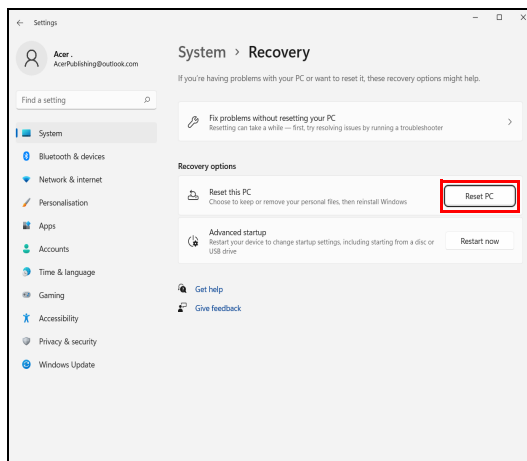 Settings
Acer .
AcerPublishing@outlook.com
Find a setting
System
Bluetooth & devices
Network & internet
Personalisation
Apps
Accounts
Time & language
Gaming
Accessibility
Privacy & security
Windows Update
System > Recovery
If you're having problems with your PC or want to reset it, these recovery options might help.
Fix problems without resetting your PC
Resetting can take a while — first, try resolving issues by running a troubleshooter
Recovery options
Reset this PC
Choose to keep or remove your personal files, then reinstall Windows
Reset PC
Advanced startup
Restart your device to change startup settings, including starting from a disc or
USB drive
Restart now
Get help
Give feedback